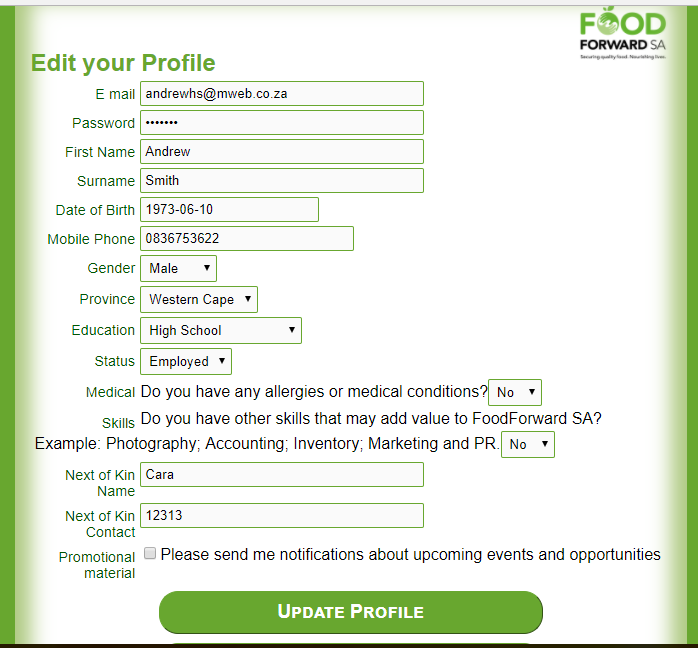 FOOD
FORWARD SA
Securing quality food. Nourishing lives.
Edit your Profile
E mail andrewhs@mweb.co.za
Password •••••••
First Name Andrew
Surname Smith
Date of Birth 1973-06-10
Mobile Phone 0836753622
Gender Male
Province Western Cape
Education High School
Status Employed
Medical Do you have any allergies or medical conditions? No
Skills Do you have other skills that may add value to FoodForward SA?
Example: Photography; Accounting; Inventory; Marketing and PR. No
Next of Kin Name Cara
Next of Kin Contact 12313
Promotional material Please send me notifications about upcoming events and opportunities
UPDATE PROFILE